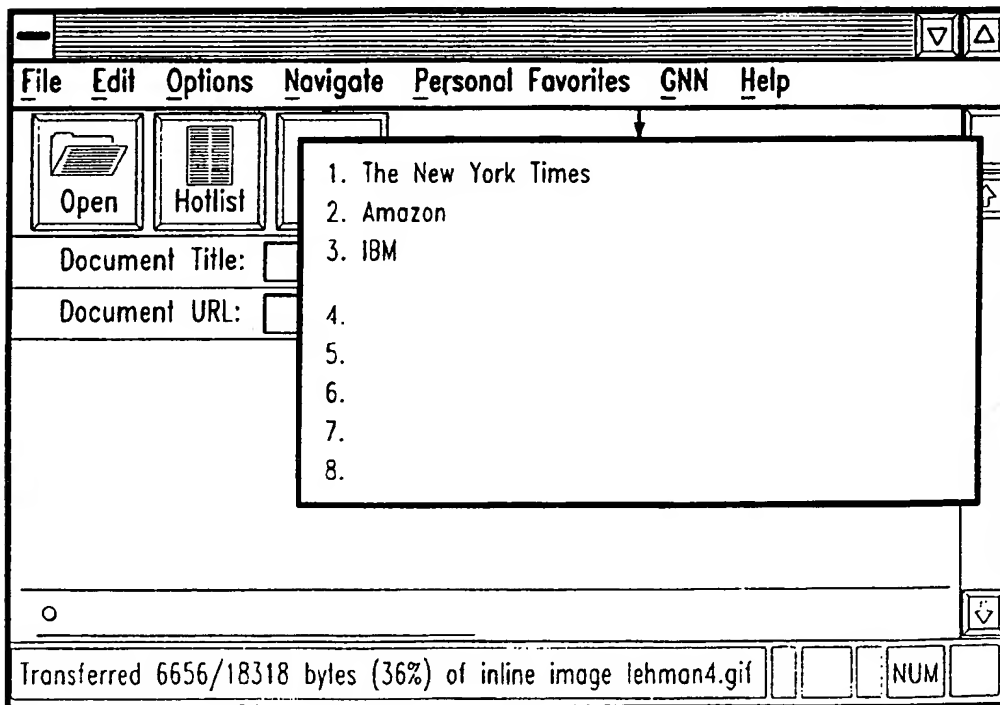 File Edit Options Navigate Personal Favorites GNN Help
Open Hotlist
1. The New York Times
2. Amazon
3. IBM
Document Title:
Document URL:
4.
5.
6.
7.
8.
Transferred 6656/18318 bytes (36%) of inline image lehman4.gif NUM